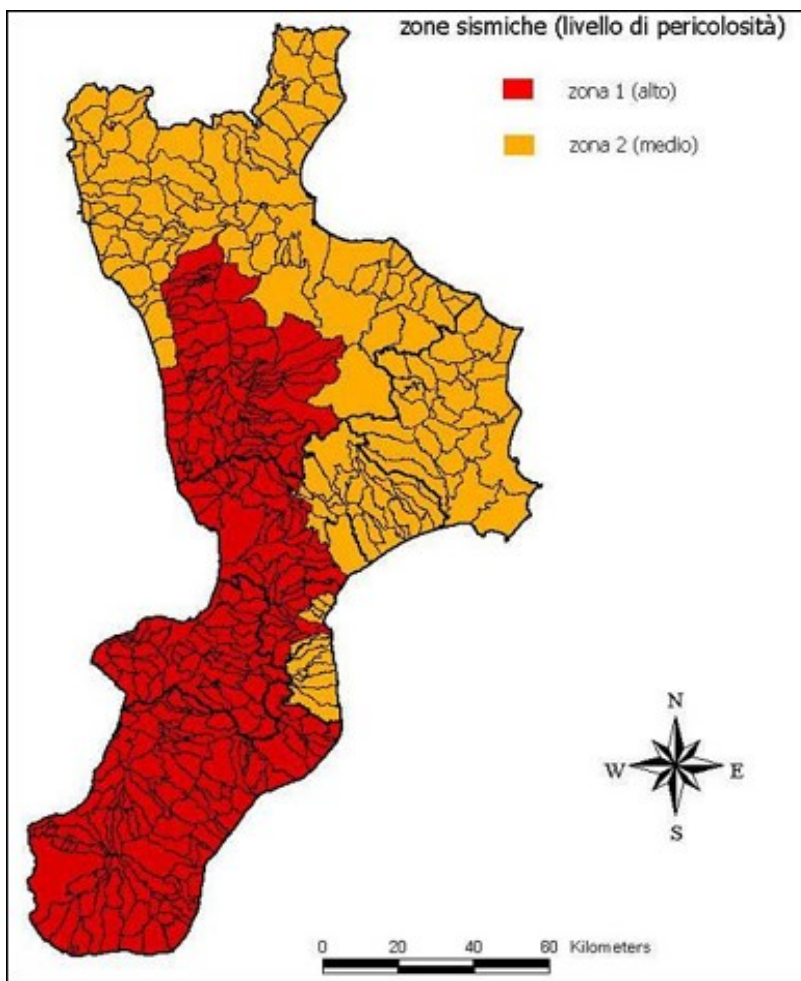 zone sismiche (livello di pericolosità)
zona 1 (alto)
zona 2 (medio)
N
W E
S
0 20 40 60 Kilometers